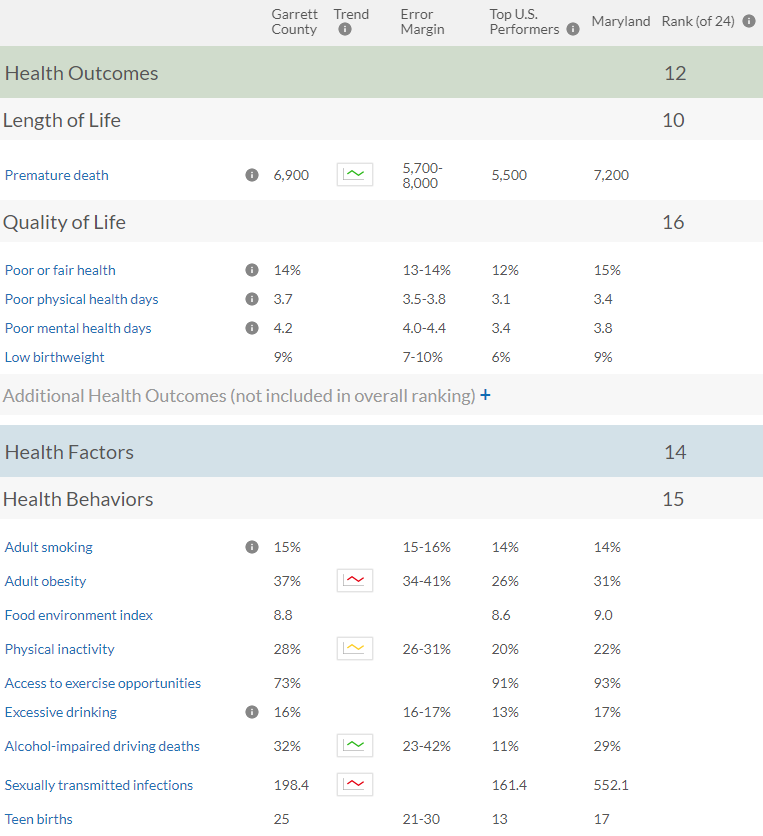 Garrett County Trend Error Margin Top U.S. Performers Maryland Rank (of 24)
Health Outcomes 12
Length of Life 10
Premature death 6,900 5,700-8,000 5,500 7,200
Quality of Life 16
Poor or fair health 14% 13-14% 12% 15%
Poor physical health days 3.7 3.5-3.8 3.1 3.4
Poor mental health days 4.2 4.0-4.4 3.4 3.8
Low birthweight 9% 7-10% 6% 9%
Additional Health Outcomes (not included in overall ranking) +
Health Factors 14
Health Behaviors 15
Adult smoking 15% 15-16% 14% 14%
Adult obesity 37% 34-41% 26% 31%
Food environment index 8.8 8.6 9.0
Physical inactivity 28% 26-31% 20% 22%
Access to exercise opportunities 73% 91% 93%
Excessive drinking 16% 16-17% 13% 17%
Alcohol-impaired driving deaths 32% 23-42% 11% 29%
Sexually transmitted infections 198.4 161.4 552.1
Teen births 25 21-30 13 17